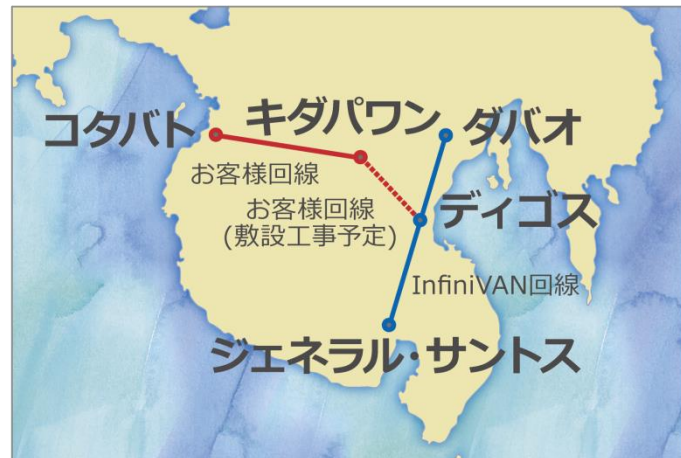 キダパワン
コタバト
ダバオ
お客様回線
お客様回線
(敷設工事予定)
ディゴス
InfiniVAN回線
ジェネラル・サントス